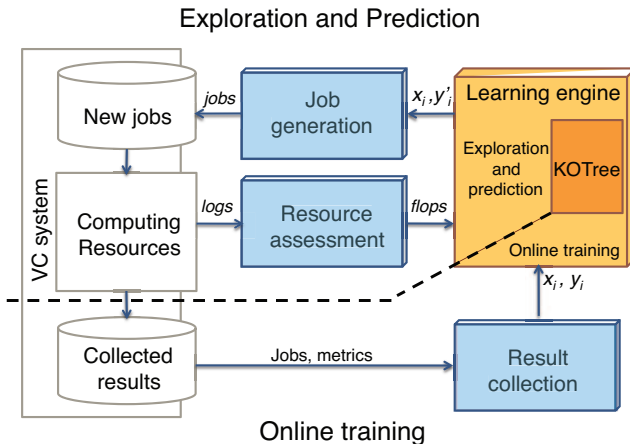 Exploration and Prediction
VC system
New jobs
jobs
Job
generation
x_i ,y'_i
Learning engine
Exploration
and
prediction
KOTree
Computing
Resources
logs
Resource
assessment
flops
Online training
x_i, y_i
Collected
results
Jobs, metrics
Result
collection
Online training